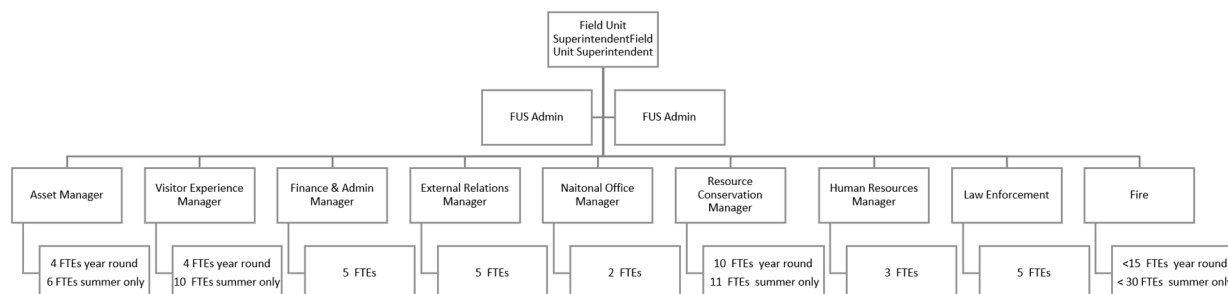 Field Unit
SuperintendentField
Unit Superintendent
FUS Admin
FUS Admin
Asset Manager
Visitor Experience
Manager
Finance & Admin
Manager
External Relations
Manager
Naitonal Office
Manager
Resource
Conservation
Manager
Human Resources
Manager
Law Enforcement
Fire
4 FTEs year round
6 FTEs summer only
4 FTEs year round
10 FTEs summer only
5 FTEs
5 FTEs
2 FTEs
10 FTEs year round
11 FTEs summer only
3 FTEs
5 FTEs
<15 FTEs year round
< 30 FTEs summer only